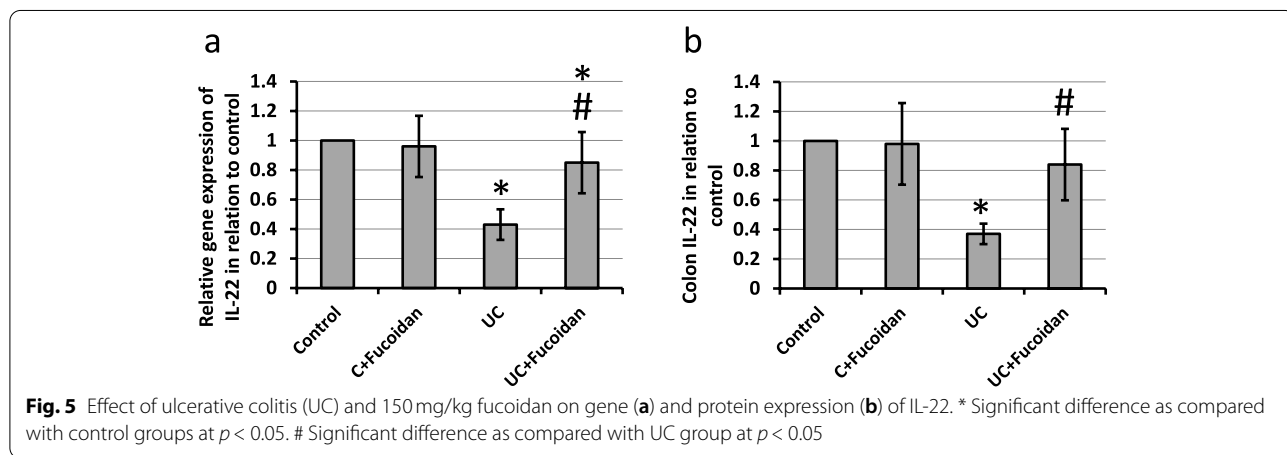 a
Relative gene expression of
IL-22 in relation to control
1.4
1.2
1
0.8
0.6
0.4
0.2
0
*
*
#
Control
C+Fucoidan
UC
UC+Fucoidan
b
Colon IL-22 in relation to
control
1.4
1.2
1
0.8
0.6
0.4
0.2
0
*
#
Control
C+Fucoidan
UC
UC+Fucoidan
Fig. 5 Effect of ulcerative colitis (UC) and 150 mg/kg fucoidan on gene (a) and protein expression (b) of IL-22. * Significant difference as compared
with control groups at p < 0.05. # Significant difference as compared with UC group at p < 0.05